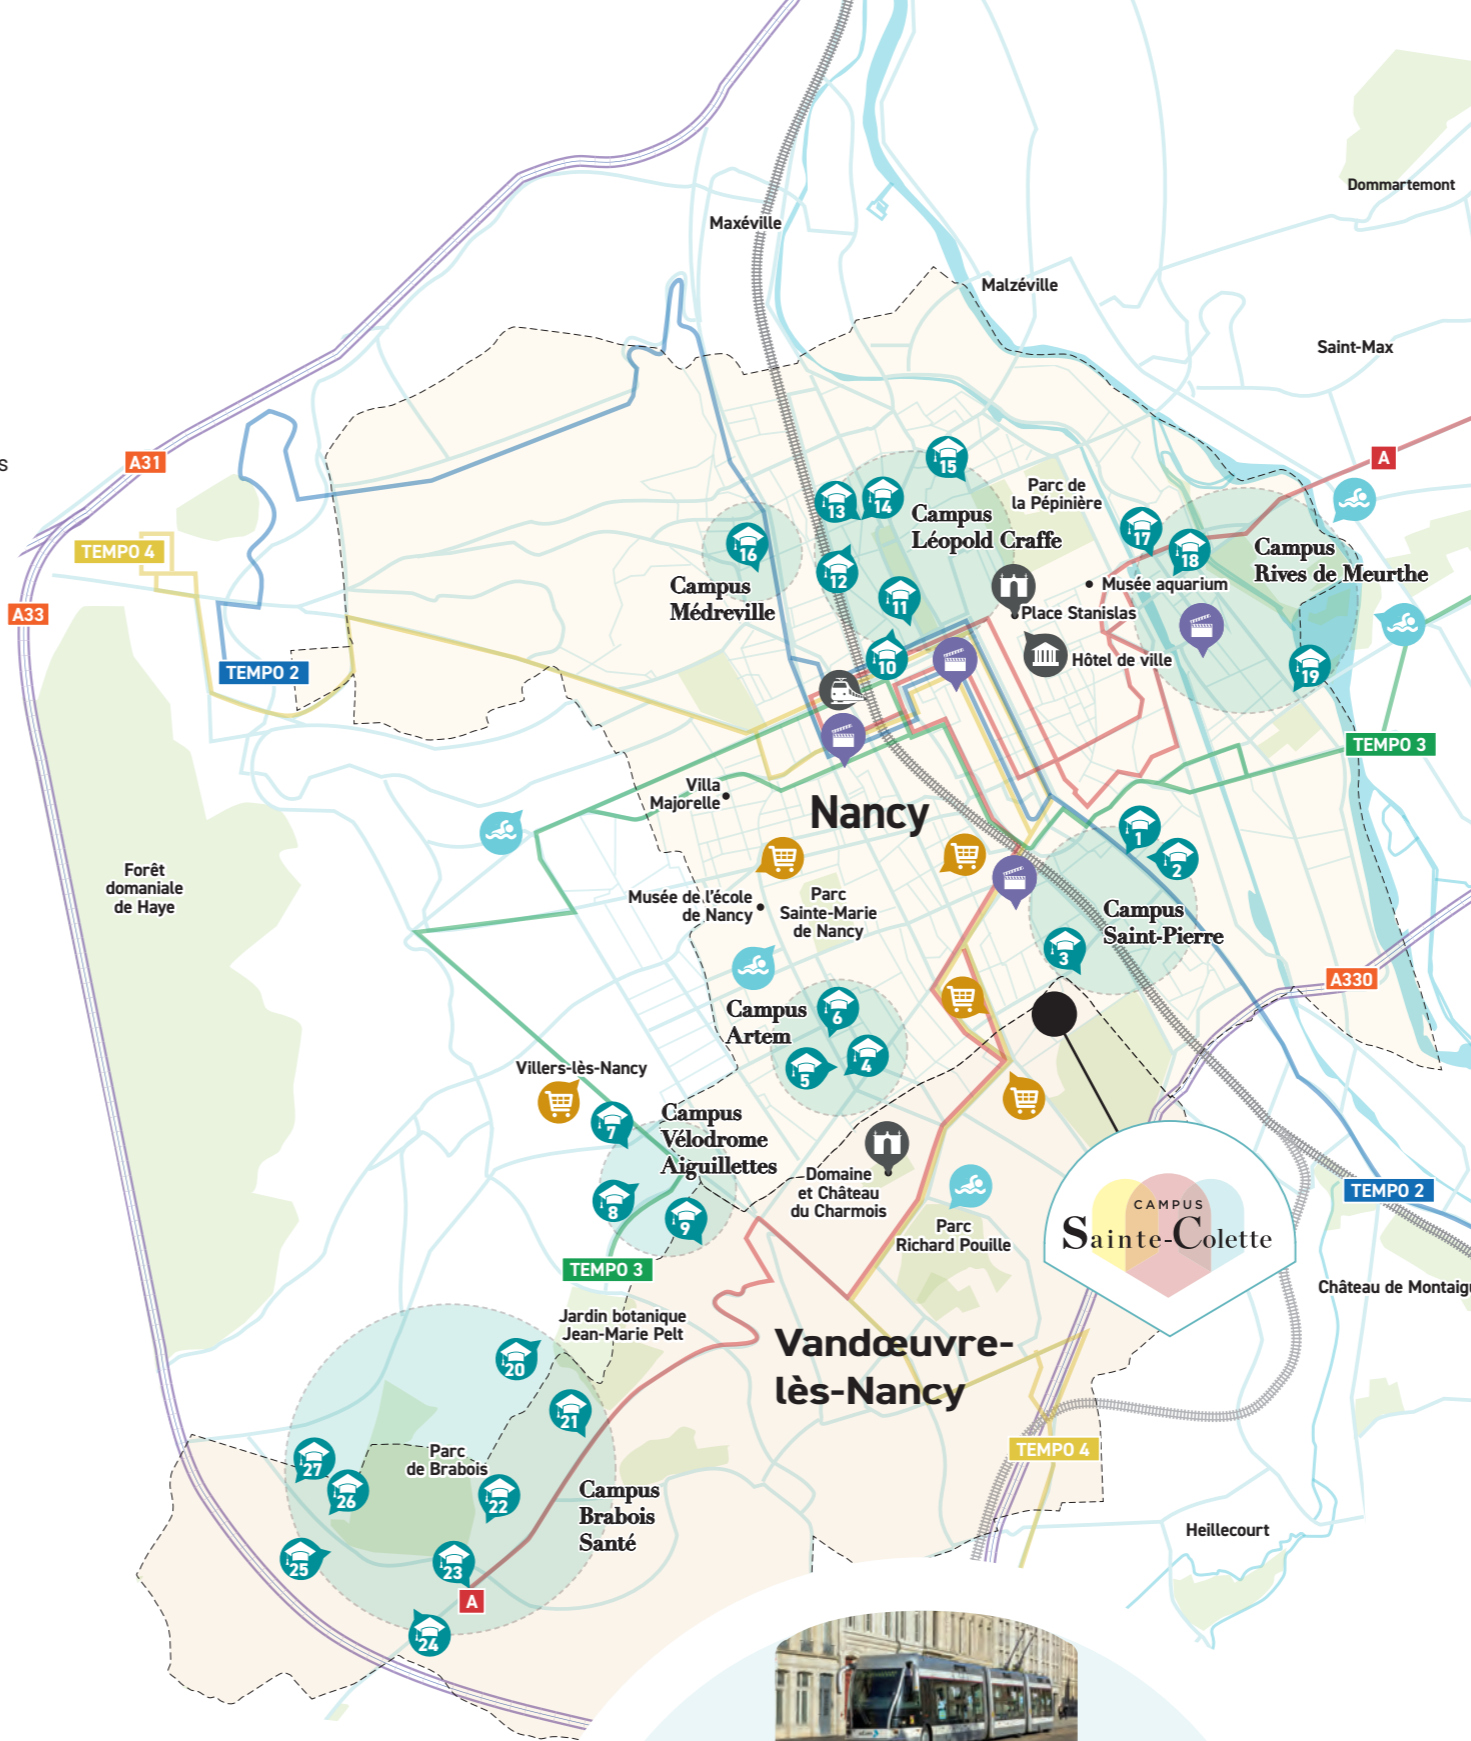 Dommartemont
Maxéville
Malzéville
Saint-Max
s
A31
A
15
Parc de
la Pépinière
13
14
Campus
Léopold Craffe
17
18
16
Campus
Rives de Meurthe
TEMPO 4
12
Campus
Médreville
Musée aquarium
11
A33
Place Stanislas
10
Hôtel de ville
19
TEMPO 2
TEMPO 3
Villa
Majorelle
Nancy
1
2
Forêt
domaniale
de Haye
Musée de l'école
de Nancy
Parc
Sainte-Marie
de Nancy
Campus
Saint-Pierre
3
A330
Campus
Artem
6
4
5
Villers-lès-Nancy
7
Campus
Vélodrome
Aiguillettes
Domaine
et Château
du Charmois
8
9
TEMPO 2
CAMPUS
Sainte-Colette
Parc
Richard Pouille
TEMPO 3
Château de Montaigu
Jardin botanique
Jean-Marie Pelt
Vandœuvre-
lès-Nancy
20
21
TEMPO 4
27
Parc
de Brabois
26
22
Campus
Brabois
Santé
Heillecourt
25
23
A
24